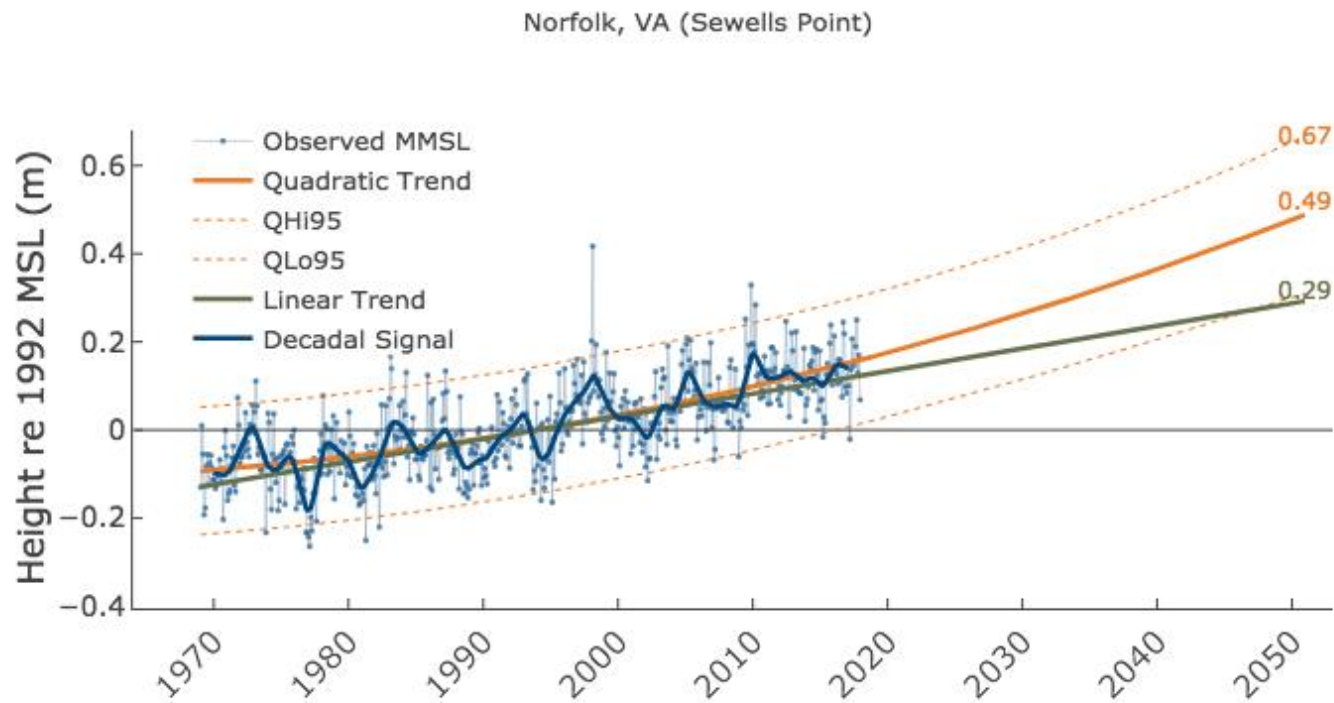 Norfolk, VA (Sewells Point)
Height re 1992 MSL (m)
0.6
0.4
0.2
0
−0.2
−0.4
Observed MMSL
Quadratic Trend
QHi95
QLo95
Linear Trend
Decadal Signal
0.67
0.49
0.29
1970 1980 1990 2000 2010 2020 2030 2040 2050